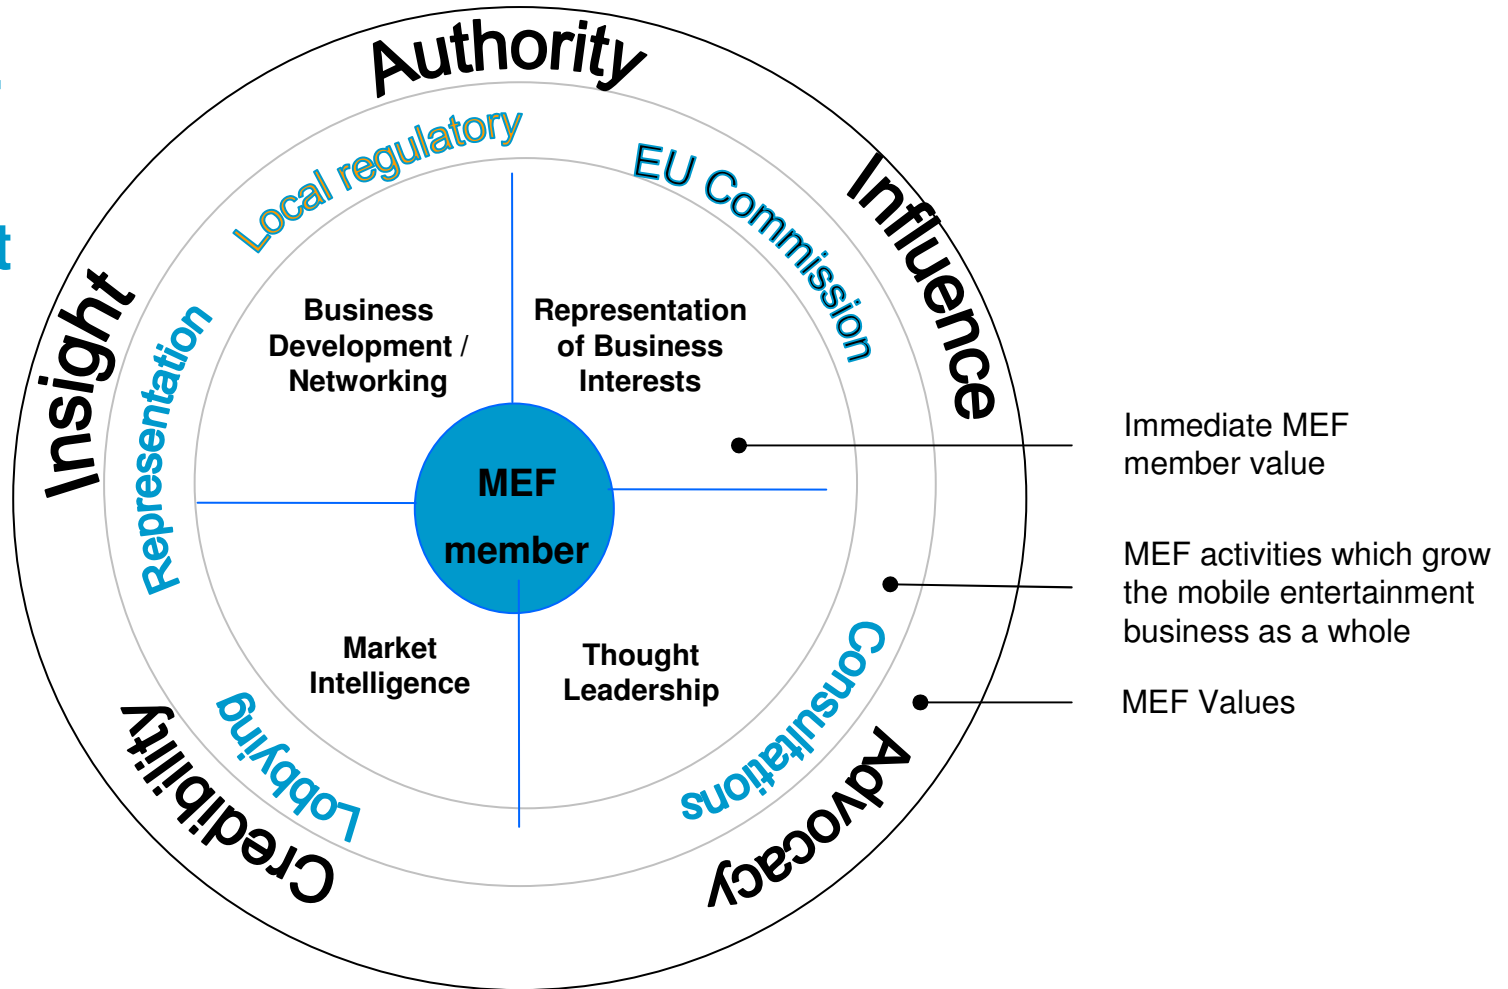 Authority
Influence
Advocacy
Credibility
Insight
Local regulatory
EU Commission
Consultations
Lobbying
Representation
Business
Development /
Networking
Representation
of Business
Interests
MEF
member
Market
Intelligence
Thought
Leadership
Immediate MEF
member value
MEF activities which grow
the mobile entertainment
business as a whole
MEF Values